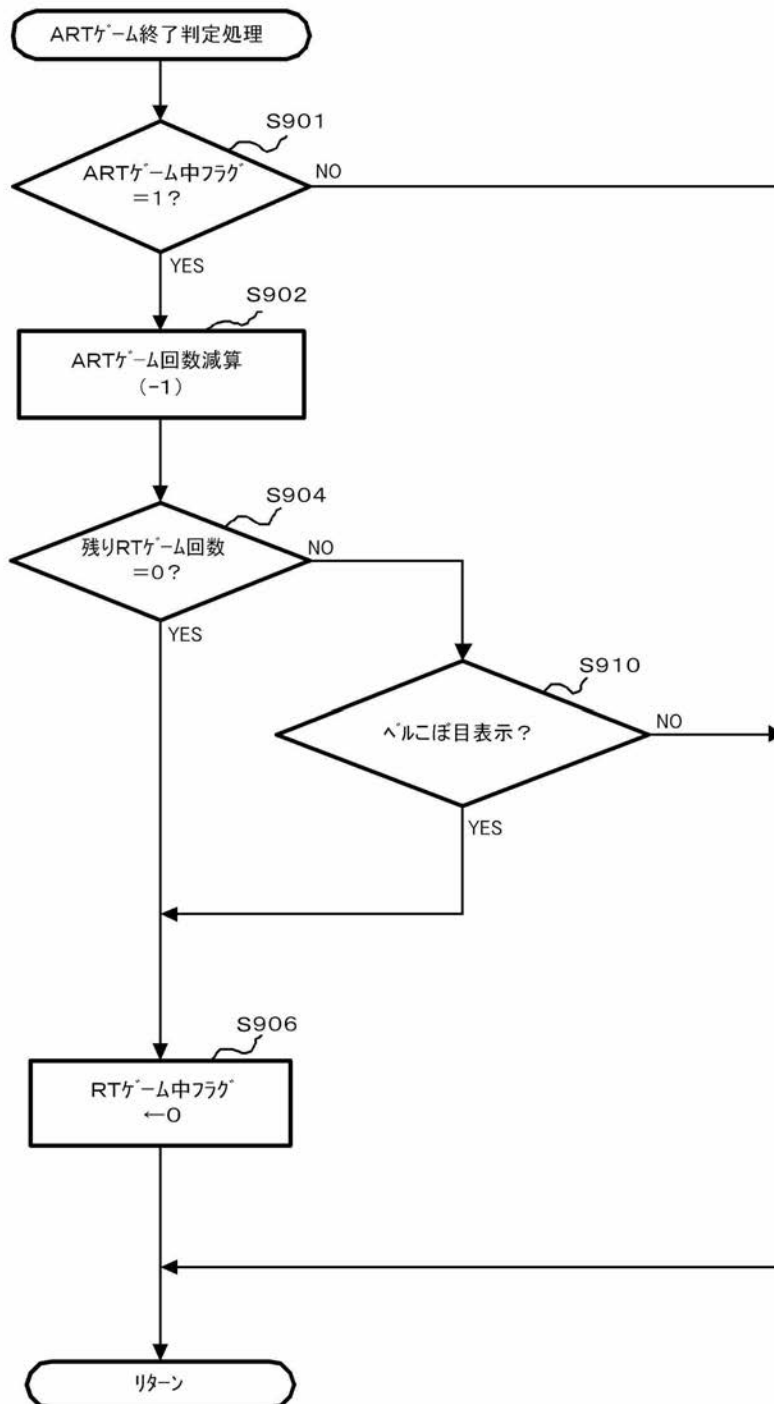 ARTｹﾞｰﾑ終了判定処理
S901
ARTｹﾞｰﾑ中ﾌﾗｸﾞ
=1?
NO
YES
S902
ARTｹﾞｰﾑ回数減算
(-1)
S904
残りRTｹﾞｰﾑ回数
=0?
NO
YES
S910
ﾍﾞﾙこぼ目表示？
NO
YES
S906
RTｹﾞｰﾑ中ﾌﾗｸﾞ
←0
ﾘﾀｰﾝ